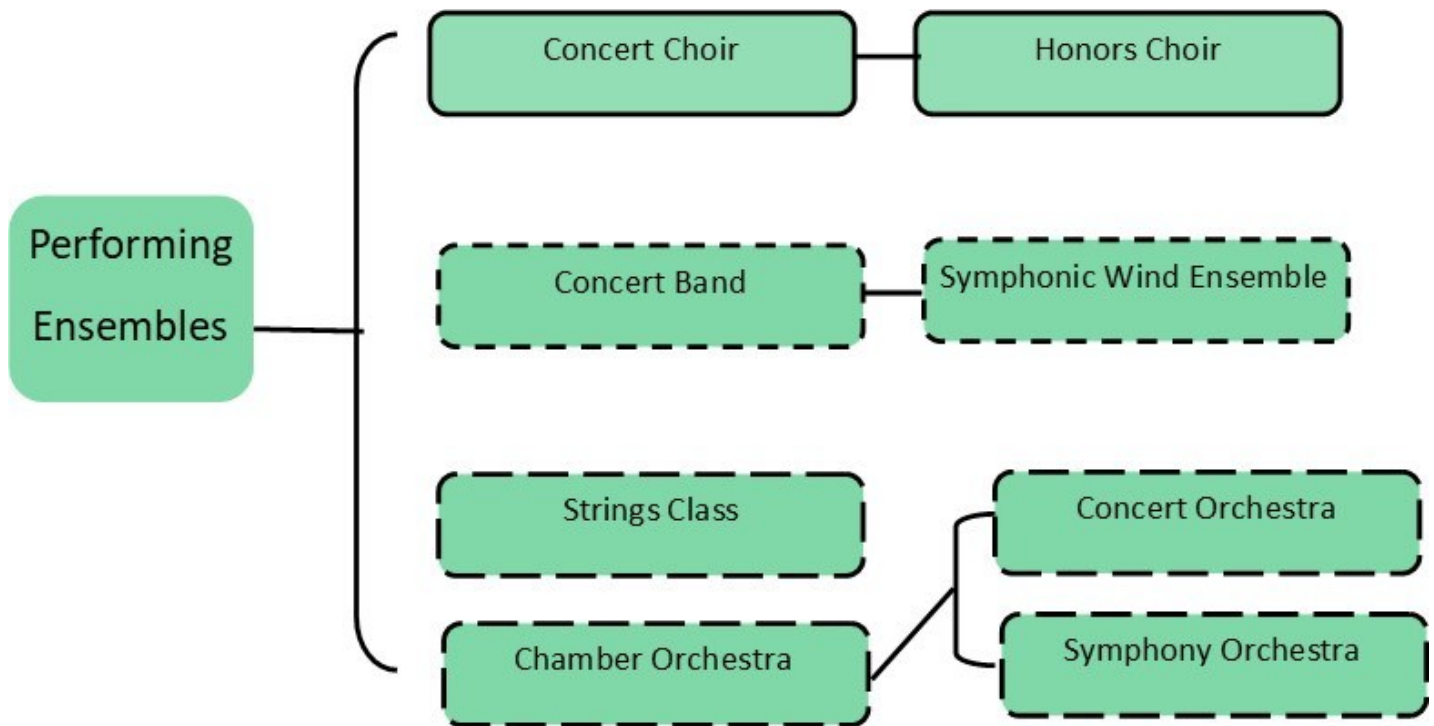 Performing
Ensembles
Concert Choir
Honors Choir
Concert Band
Symphonic Wind Ensemble
Strings Class
Concert Orchestra
Chamber Orchestra
Symphony Orchestra